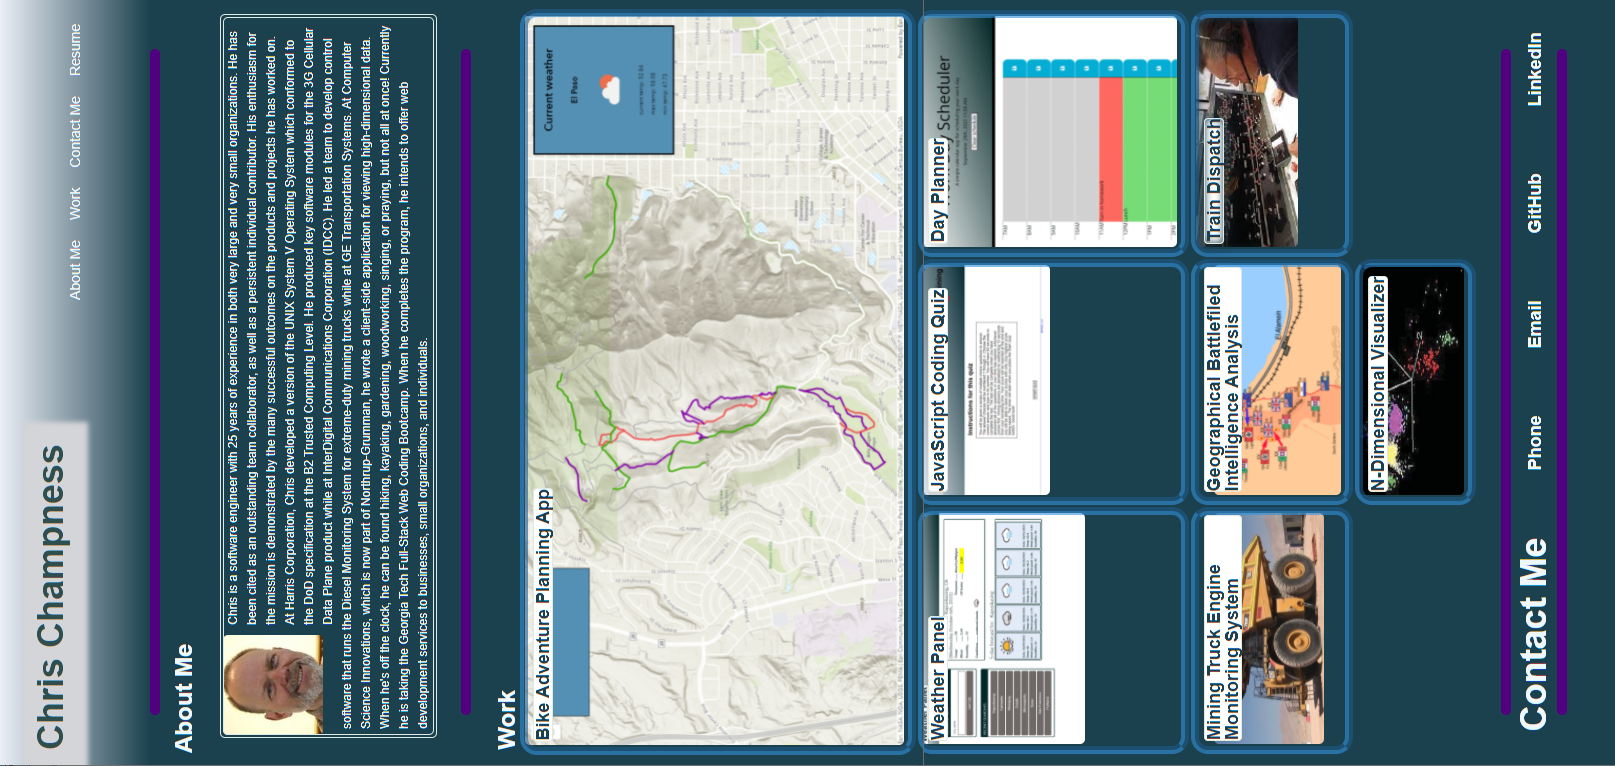 Chris Champness
About Me
Work
Contact Me
Resume
About Me
Chris is a software engineer with 25 years of experience in both very large and very small organizations. He has
been cited as an outstanding team collaborator, as well as a persistent individual contributor. His enthusiasm for
the mission is demonstrated by the many successful outcomes on the products and projects he has worked on.
At Harris Corporation, Chris developed a version of the UNIX System V Operating System which conformed to
the DoD specification at the B2 Trusted Computing Level. He produced key software modules for the 3G Cellular
Data Plane product while at InterDigital Communications Corporation (IDCC). He led a team to develop control
software that runs the Diesel Monitoring System for extreme-duty mining trucks while at GE Transportation Systems. At Computer
Science Innovations, which is now part of Northrup-Grumman, he wrote a client-side application for viewing high-dimensional data.
When he's off the clock, he can be found hiking, kayaking, gardening, woodworking, singing, or praying, but not all at once! Currently
he is taking the Georgia Tech Full-Stack Web Coding Bootcamp. When he completes the program, he intends to offer web
development services to businesses, small organizations, and individuals.
Work
Bike Adventure Planning App
Current weather
El Paso
Weather Panel
JavaScript Coding Quiz
Instructions for this quiz
Day Planner
Scheduler
Mining Truck Engine
Monitoring System
Geographical Battlefiled
Intelligence Analysis
El Alamein
Train Dispatch
N-Dimensional Visualizer
Contact Me
Phone
Email
GitHub
LinkedIn